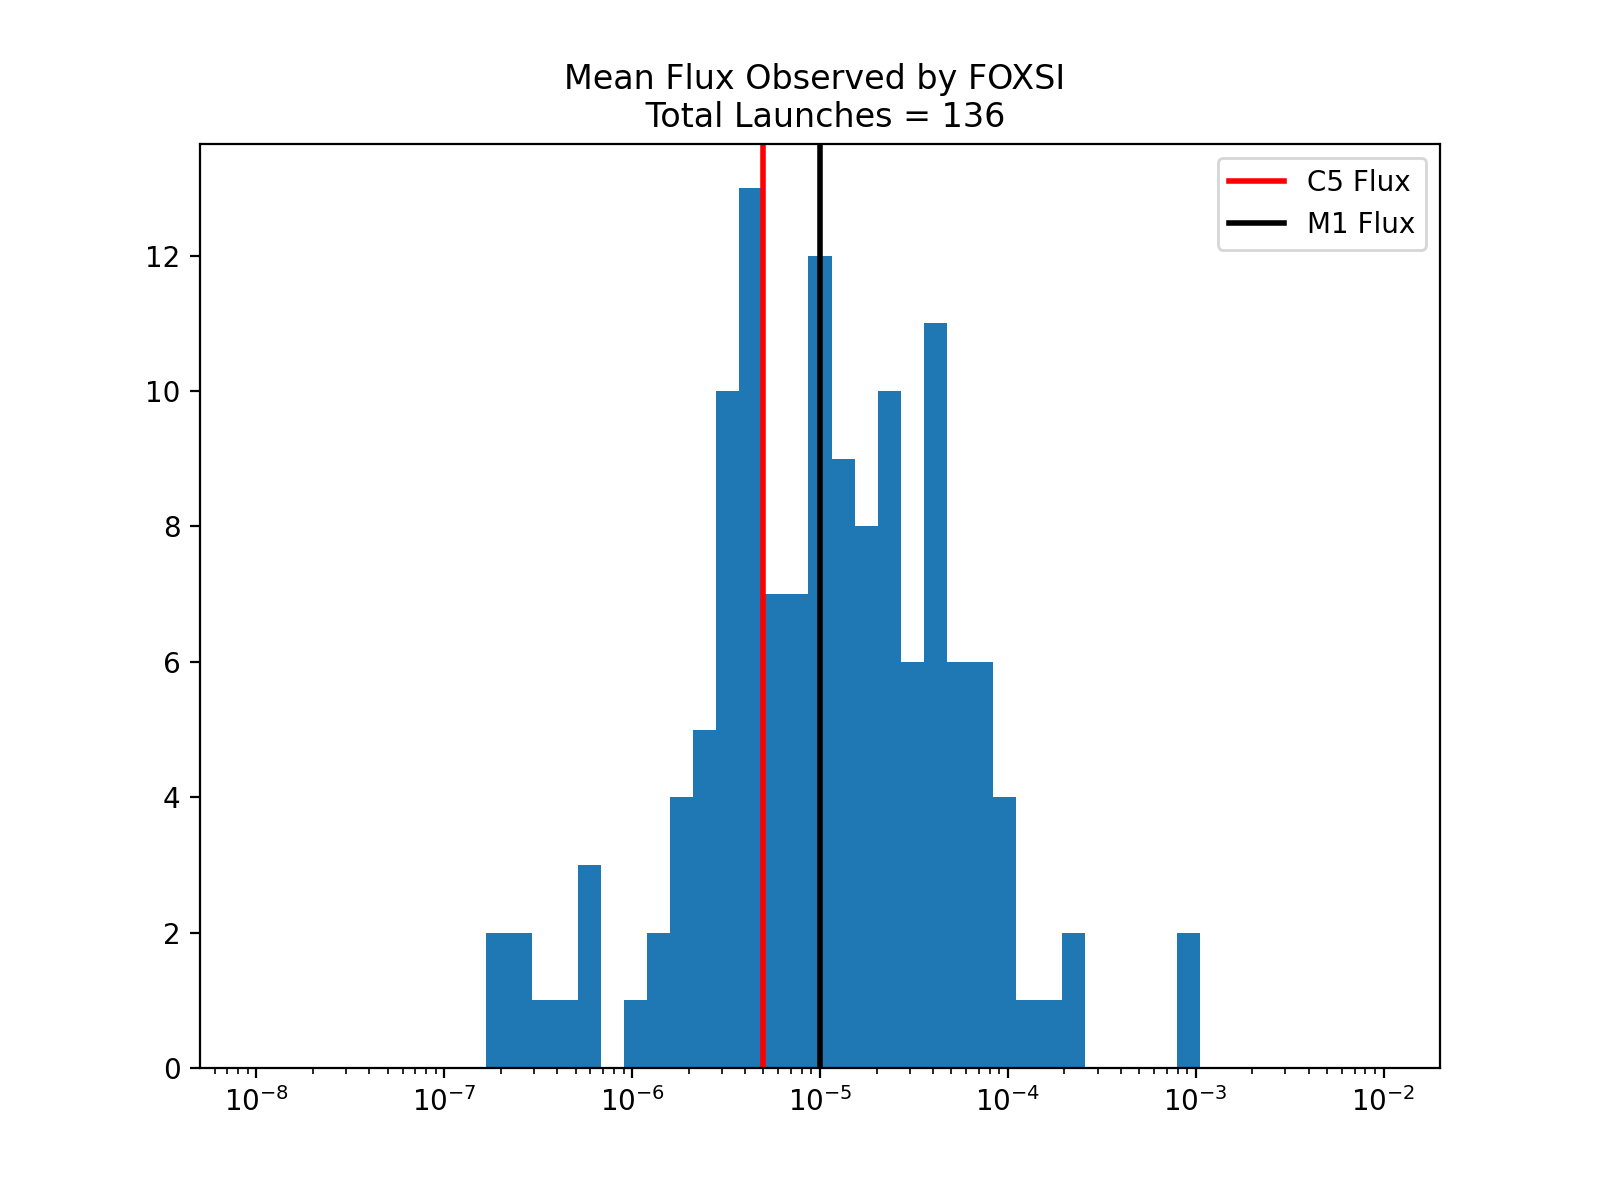 Mean Flux Observed by FOXSI
Total Launches = 136
C5 Flux
M1 Flux
12
10
8
6
4
2
0
10⁻⁸ 10⁻⁷ 10⁻⁶ 10⁻⁵ 10⁻⁴ 10⁻³ 10⁻²